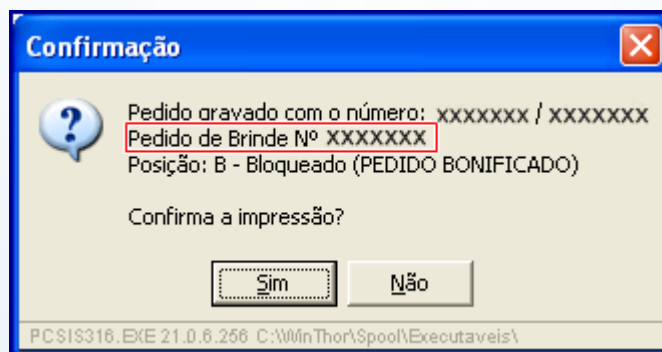 Confirmação
Pedido gravado com o número: xxxxxxx / xxxxxxx
Pedido de Brinde Nº XXXXXXX
Posição: B - Bloqueado (PEDIDO BONIFICADO)
Confirma a impressão?
Sim Não
PCSIS316.EXE 21.0.6.256 C:\WinThor\Spool\Executaveis\